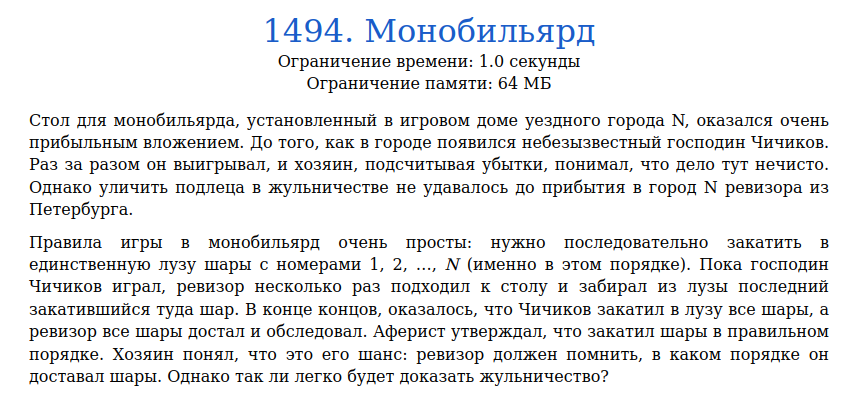 1494. Монобильярд
Ограничение времени: 1.0 секунды
Ограничение памяти: 64 МБ
Стол для монобильярда, установленный в игровом доме уездного города N, оказался очень
прибыльным вложением. До того, как в городе появился небезызвестный господин Чичиков.
Раз за разом он выигрывал, и хозяин, подсчитывая убытки, понимал, что дело тут нечисто.
Однако уличить подлеца в жульничестве не удавалось до прибытия в город N ревизора из
Петербурга.
Правила игры в монобильярд очень просты: нужно последовательно закатить в
единственную лузу шары с номерами 1, 2, …, N (именно в этом порядке). Пока господин
Чичиков играл, ревизор несколько раз подходил к столу и забирал из лузы последний
закатившийся туда шар. В конце концов, оказалось, что Чичиков закатил в лузу все шары, а
ревизор все шары достал и обследовал. Аферист утверждал, что закатил шары в правильном
порядке. Хозяин понял, что это его шанс: ревизор должен помнить, в каком порядке он
доставал шары. Однако так ли легко будет доказать жульничество?